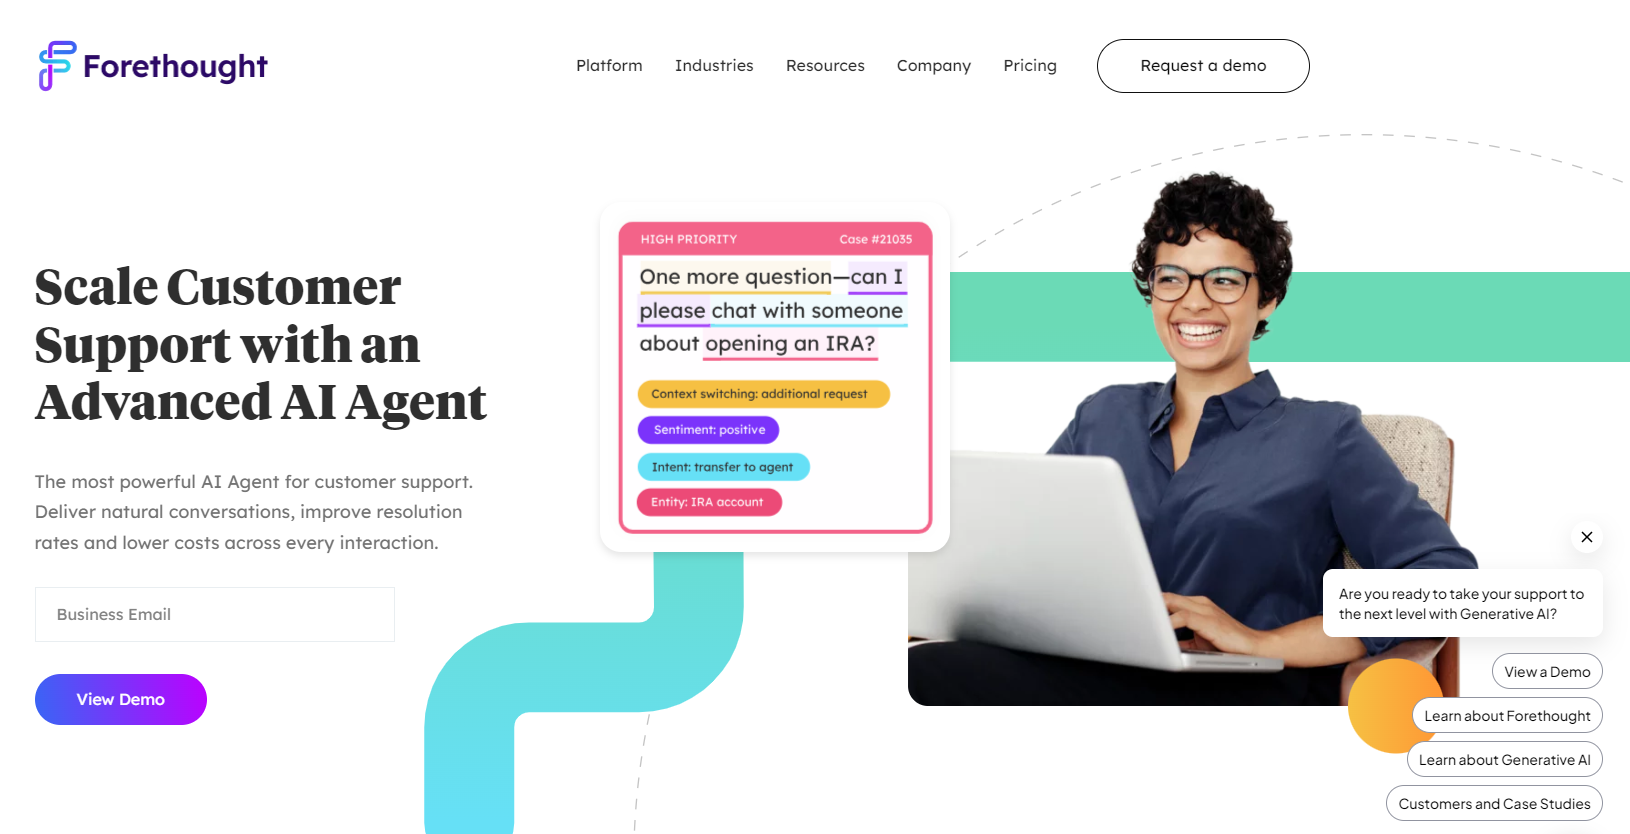 Forethought
Platform
Industries
Resources
Company
Pricing
Request a demo
Scale Customer
Support with an
Advanced AI Agent
The most powerful AI Agent for customer support.
Deliver natural conversations, improve resolution
rates and lower costs across every interaction.
Business Email
View Demo
HIGH PRIORITY
Case #21035
One more question—can I
please chat with someone
about opening an IRA?
Context switching: additional request
Sentiment: positive
Intent: transfer to agent
Entity: IRA account
Are you ready to take your support to
the next level with Generative AI?
View a Demo
Learn about Forethought
Learn about Generative AI
Customers and Case Studies